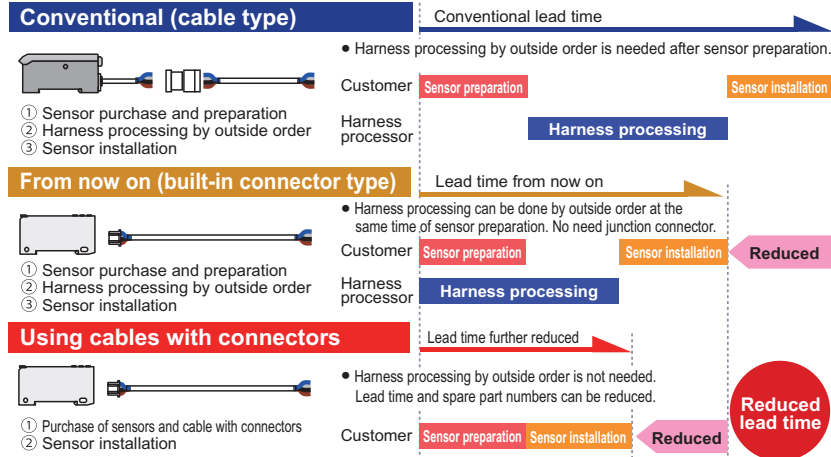 Conventional (cable type)
Conventional lead time
● Harness processing by outside order is needed after sensor preparation.
① Sensor purchase and preparation
② Harness processing by outside order
③ Sensor installation
Customer
Sensor preparation
Sensor installation
Harness
processor
Harness processing
From now on (built-in connector type)
Lead time from now on
● Harness processing can be done by outside order at the
same time of sensor preparation. No need junction connector.
① Sensor purchase and preparation
② Harness processing by outside order
③ Sensor installation
Customer
Sensor preparation
Sensor installation
Reduced
Harness
processor
Harness processing
Using cables with connectors
Lead time further reduced
● Harness processing by outside order is not needed.
Lead time and spare part numbers can be reduced.
① Purchase of sensors and cable with connectors
② Sensor installation
Customer
Sensor preparation
Sensor installation
Reduced
Reduced
lead time